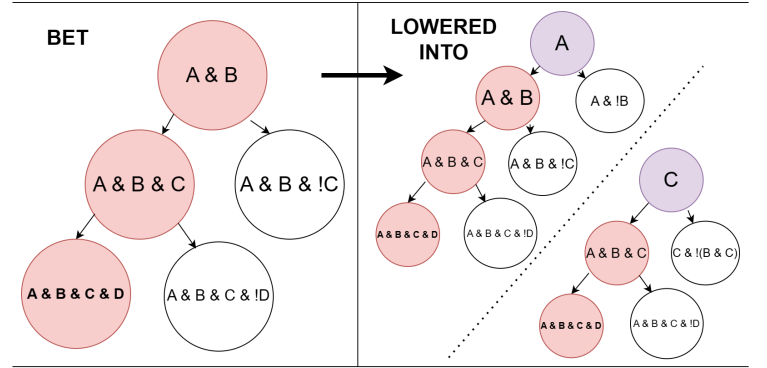 BET
A & B
A & B & C
A & B & !C
A & B & C & D
A & B & C & !D
LOWERED
INTO
A
A & B
A & !B
A & B & C
A & B & !C
A & B & C & D
A & B & C & !D
C
A & B & C
C & !(B & C)
A & B & C & D
A & B & C & !D